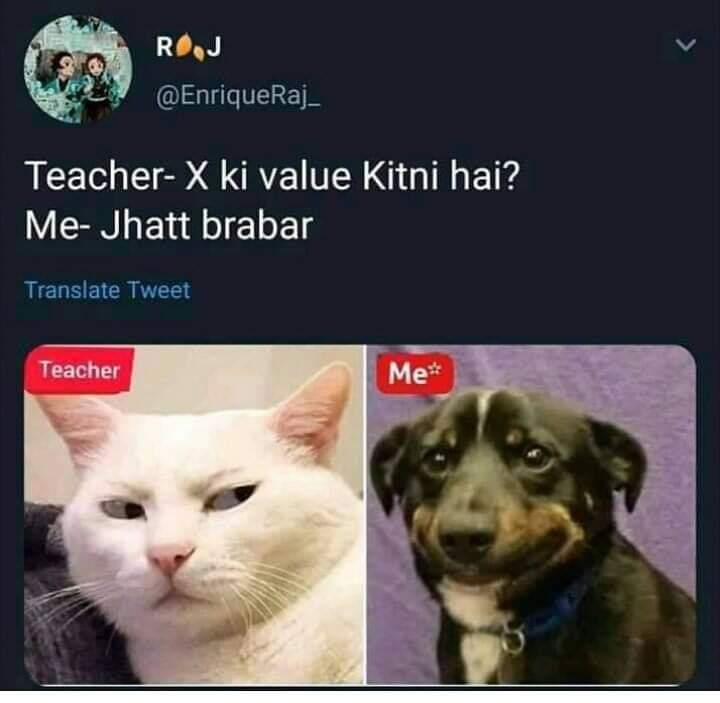 R🍂J
@EnriqueRaj_
Teacher- X ki value Kitni hai?
Me- Jhatt brabar
Translate Tweet
Teacher
Me☆